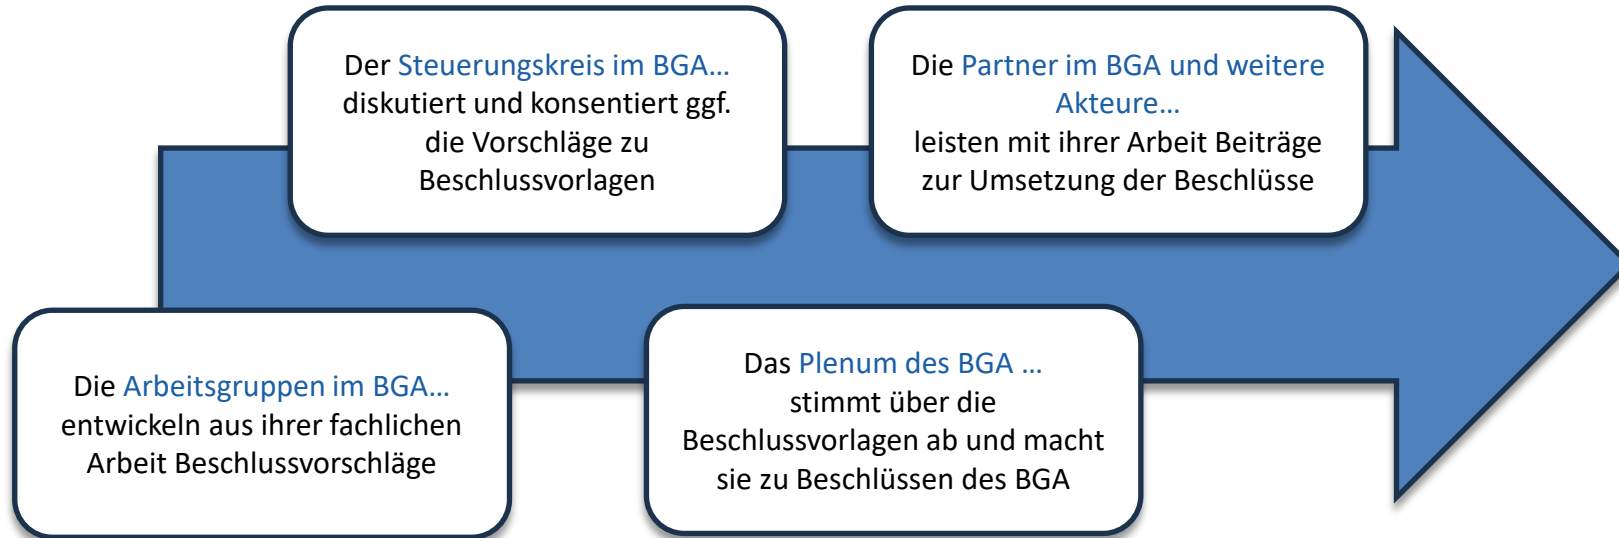 Der Steuerungskreis im BGA…
diskutiert und konsentiert ggf.
die Vorschläge zu
Beschlussvorlagen
Die Partner im BGA und weitere
Akteure…
leisten mit ihrer Arbeit Beiträge
zur Umsetzung der Beschlüsse
Die Arbeitsgruppen im BGA…
entwickeln aus ihrer fachlichen
Arbeit Beschlussvorschläge
Das Plenum des BGA …
stimmt über die
Beschlussvorlagen ab und macht
sie zu Beschlüssen des BGA